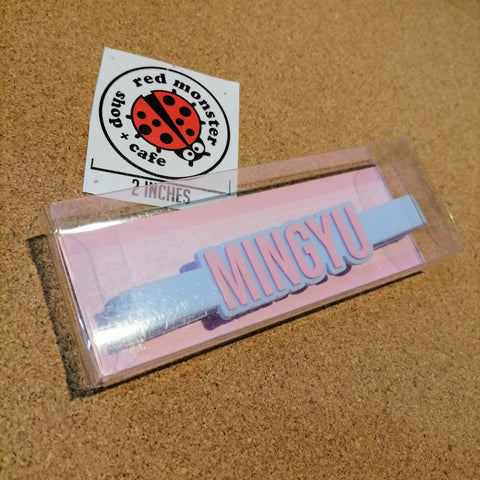 red monster
shop + cafe
2 INCHES
MINGYU